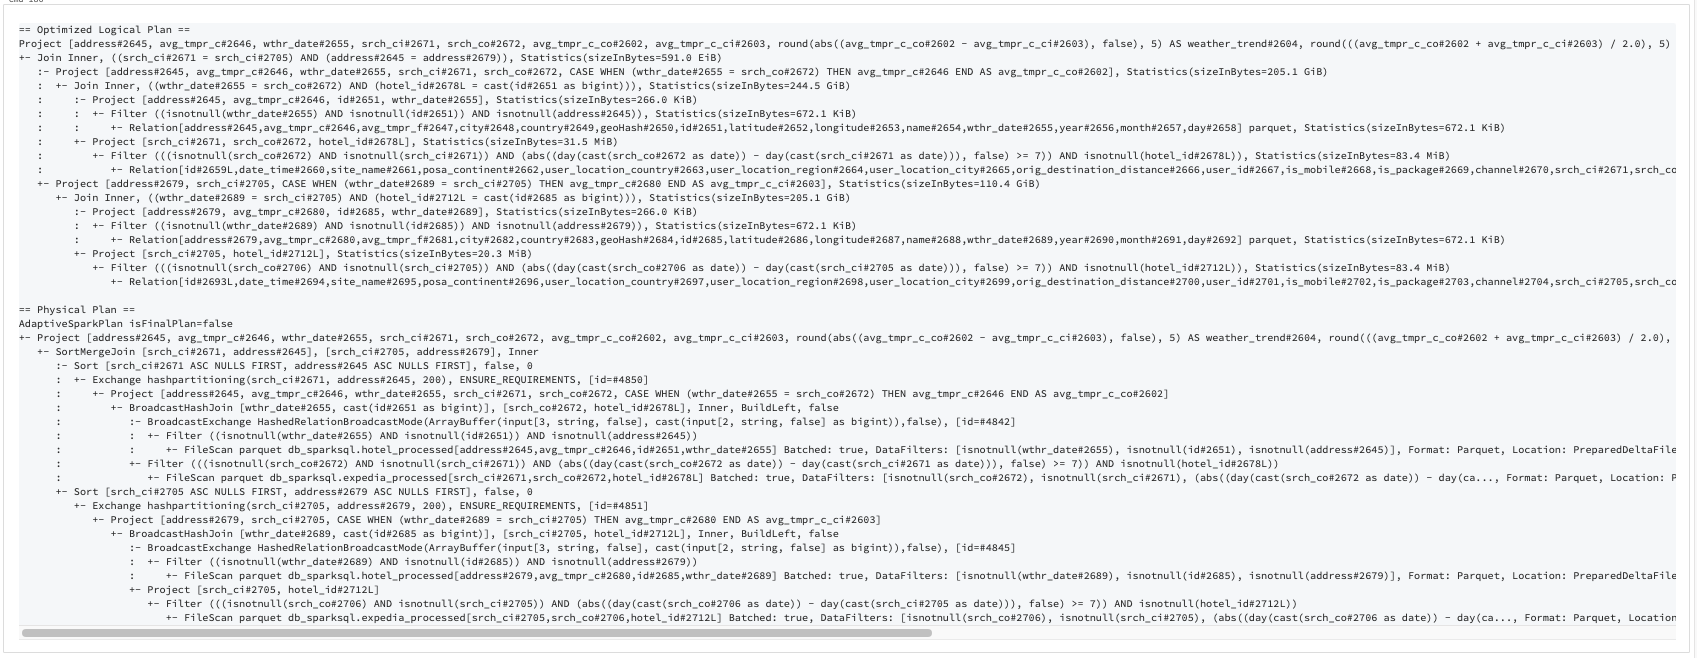 == Optimized Logical Plan ==
Project [address#2645, avg_tmpr_c#2646, wthr_date#2655, srch_ci#2671, srch_co#2672, avg_tmpr_c_co#2602, avg_tmpr_c_ci#2603, round(abs((avg_tmpr_c_co#2602 - avg_tmpr_c_ci#2603), false), 5) AS weather_trend#2604, round(((avg_tmpr_c_co#2602 + avg_tmpr_c_ci#2603) / 2.0), 5)
+- Join Inner, ((srch_ci#2671 = srch_ci#2705) AND (address#2645 = address#2679)), Statistics(sizeInBytes=591.0 EiB)
:- Project [address#2645, avg_tmpr_c#2646, wthr_date#2655, srch_ci#2671, srch_co#2672, CASE WHEN (wthr_date#2655 = srch_co#2672) THEN avg_tmpr_c#2646 END AS avg_tmpr_c_co#2602], Statistics(sizeInBytes=205.1 GiB)
: +- Join Inner, ((wthr_date#2655 = srch_co#2672) AND (hotel_id#2678L = cast(id#2651 as bigint))), Statistics(sizeInBytes=244.5 GiB)
: :- Project [address#2645, avg_tmpr_c#2646, id#2651, wthr_date#2655], Statistics(sizeInBytes=266.0 KiB)
: : +- Filter ((isnotnull(wthr_date#2655) AND isnotnull(id#2651)) AND isnotnull(address#2645)), Statistics(sizeInBytes=672.1 KiB)
: : +- Relation[address#2645,avg_tmpr_c#2646,avg_tmpr_f#2647,city#2648,country#2649,geoHash#2650,id#2651,latitude#2652,longitude#2653,name#2654,wthr_date#2655,year#2656,month#2657,day#2658] parquet, Statistics(sizeInBytes=672.1 KiB)
: +- Project [srch_ci#2671, srch_co#2672, hotel_id#2678L], Statistics(sizeInBytes=31.5 MiB)
: +- Filter (((isnotnull(srch_co#2672) AND isnotnull(srch_ci#2671)) AND (abs((day(cast(srch_co#2672 as date)) - day(cast(srch_ci#2671 as date))), false) >= 7)) AND isnotnull(hotel_id#2678L)), Statistics(sizeInBytes=83.4 MiB)
: +- Relation[id#2659L,date_time#2660,site_name#2661,posa_continent#2662,user_location_country#2663,user_location_region#2664,user_location_city#2665,orig_destination_distance#2666,user_id#2667,is_mobile#2668,is_package#2669,channel#2670,srch_ci#2671,srch_co
+- Project [address#2679, srch_ci#2705, CASE WHEN (wthr_date#2689 = srch_ci#2705) THEN avg_tmpr_c#2680 END AS avg_tmpr_c_ci#2603], Statistics(sizeInBytes=110.4 GiB)
+- Join Inner, ((wthr_date#2689 = srch_ci#2705) AND (hotel_id#2712L = cast(id#2685 as bigint))), Statistics(sizeInBytes=205.1 GiB)
:- Project [address#2679, avg_tmpr_c#2680, id#2685, wthr_date#2689], Statistics(sizeInBytes=266.0 KiB)
: +- Filter ((isnotnull(wthr_date#2689) AND isnotnull(id#2685)) AND isnotnull(address#2679)), Statistics(sizeInBytes=672.1 KiB)
: +- Relation[address#2679,avg_tmpr_c#2680,avg_tmpr_f#2681,city#2682,country#2683,geoHash#2684,id#2685,latitude#2686,longitude#2687,name#2688,wthr_date#2689,year#2690,month#2691,day#2692] parquet, Statistics(sizeInBytes=672.1 KiB)
+- Project [srch_ci#2705, hotel_id#2712L], Statistics(sizeInBytes=20.3 MiB)
+- Filter (((isnotnull(srch_co#2706) AND isnotnull(srch_ci#2705)) AND (abs((day(cast(srch_co#2706 as date)) - day(cast(srch_ci#2705 as date))), false) >= 7)) AND isnotnull(hotel_id#2712L)), Statistics(sizeInBytes=83.4 MiB)
+- Relation[id#2693L,date_time#2694,site_name#2695,posa_continent#2696,user_location_country#2697,user_location_region#2698,user_location_city#2699,orig_destination_distance#2700,user_id#2701,is_mobile#2702,is_package#2703,channel#2704,srch_ci#2705,srch_co
== Physical Plan ==
AdaptiveSparkPlan isFinalPlan=false
+- Project [address#2645, avg_tmpr_c#2646, wthr_date#2655, srch_ci#2671, srch_co#2672, avg_tmpr_c_co#2602, avg_tmpr_c_ci#2603, round(abs((avg_tmpr_c_co#2602 - avg_tmpr_c_ci#2603), false), 5) AS weather_trend#2604, round(((avg_tmpr_c_co#2602 + avg_tmpr_c_ci#2603) / 2.0),
+- SortMergeJoin [srch_ci#2671, address#2645], [srch_ci#2705, address#2679], Inner
:- Sort [srch_ci#2671 ASC NULLS FIRST, address#2645 ASC NULLS FIRST], false, 0
: +- Exchange hashpartitioning(srch_ci#2671, address#2645, 200), ENSURE_REQUIREMENTS, [id=#4850]
: +- Project [address#2645, avg_tmpr_c#2646, wthr_date#2655, srch_ci#2671, srch_co#2672, CASE WHEN (wthr_date#2655 = srch_co#2672) THEN avg_tmpr_c#2646 END AS avg_tmpr_c_co#2602]
: +- BroadcastHashJoin [wthr_date#2655, cast(id#2651 as bigint)], [srch_co#2672, hotel_id#2678L], Inner, BuildLeft, false
: :- BroadcastExchange HashedRelationBroadcastMode(ArrayBuffer(input[3, string, false], cast(input[2, string, false] as bigint)),false), [id=#4842]
: : +- Filter ((isnotnull(wthr_date#2655) AND isnotnull(id#2651)) AND isnotnull(address#2645))
: : +- FileScan parquet db_sparksql.hotel_processed[address#2645,avg_tmpr_c#2646,id#2651,wthr_date#2655] Batched: true, DataFilters: [isnotnull(wthr_date#2655), isnotnull(id#2651), isnotnull(address#2645)], Format: Parquet, Location: PreparedDeltaFile
: +- Filter (((isnotnull(srch_co#2672) AND isnotnull(srch_ci#2671)) AND (abs((day(cast(srch_co#2672 as date)) - day(cast(srch_ci#2671 as date))), false) >= 7)) AND isnotnull(hotel_id#2678L))
: +- FileScan parquet db_sparksql.expedia_processed[srch_ci#2671,srch_co#2672,hotel_id#2678L] Batched: true, DataFilters: [isnotnull(srch_co#2672), isnotnull(srch_ci#2671), (abs((day(cast(srch_co#2672 as date)) - day(ca..., Format: Parquet, Location: P
+- Sort [srch_ci#2705 ASC NULLS FIRST, address#2679 ASC NULLS FIRST], false, 0
+- Exchange hashpartitioning(srch_ci#2705, address#2679, 200), ENSURE_REQUIREMENTS, [id=#4851]
+- Project [address#2679, srch_ci#2705, CASE WHEN (wthr_date#2689 = srch_ci#2705) THEN avg_tmpr_c#2680 END AS avg_tmpr_c_ci#2603]
+- BroadcastHashJoin [wthr_date#2689, cast(id#2685 as bigint)], [srch_ci#2705, hotel_id#2712L], Inner, BuildLeft, false
:- BroadcastExchange HashedRelationBroadcastMode(ArrayBuffer(input[3, string, false], cast(input[2, string, false] as bigint)),false), [id=#4845]
: +- Filter ((isnotnull(wthr_date#2689) AND isnotnull(id#2685)) AND isnotnull(address#2679))
: +- FileScan parquet db_sparksql.hotel_processed[address#2679,avg_tmpr_c#2680,id#2685,wthr_date#2689] Batched: true, DataFilters: [isnotnull(wthr_date#2689), isnotnull(id#2685), isnotnull(address#2679)], Format: Parquet, Location: PreparedDeltaFile
+- Project [srch_ci#2705, hotel_id#2712L]
+- Filter (((isnotnull(srch_co#2706) AND isnotnull(srch_ci#2705)) AND (abs((day(cast(srch_co#2706 as date)) - day(cast(srch_ci#2705 as date))), false) >= 7)) AND isnotnull(hotel_id#2712L))
+- FileScan parquet db_sparksql.expedia_processed[srch_ci#2705,srch_co#2706,hotel_id#2712L] Batched: true, DataFilters: [isnotnull(srch_co#2706), isnotnull(srch_ci#2705), (abs((day(cast(srch_co#2706 as date)) - day(ca..., Format: Parquet, Location